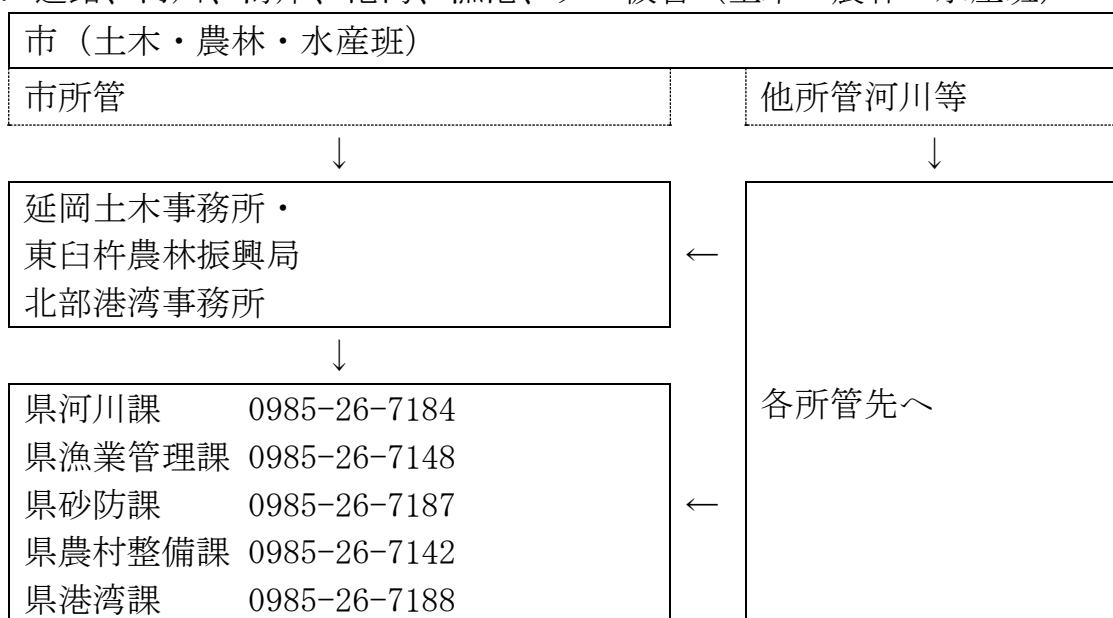 市（土木・農林・水産班）
市所管
他所管河川等
↓
↓
延岡土木事務所・
東臼杵農林振興局
北部港湾事務所
←
↓
県河川課 0985-26-7184
県漁業管理課 0985-26-7148
県砂防課 0985-26-7187
県農村整備課 0985-26-7142
県港湾課 0985-26-7188
←
各所管先へ